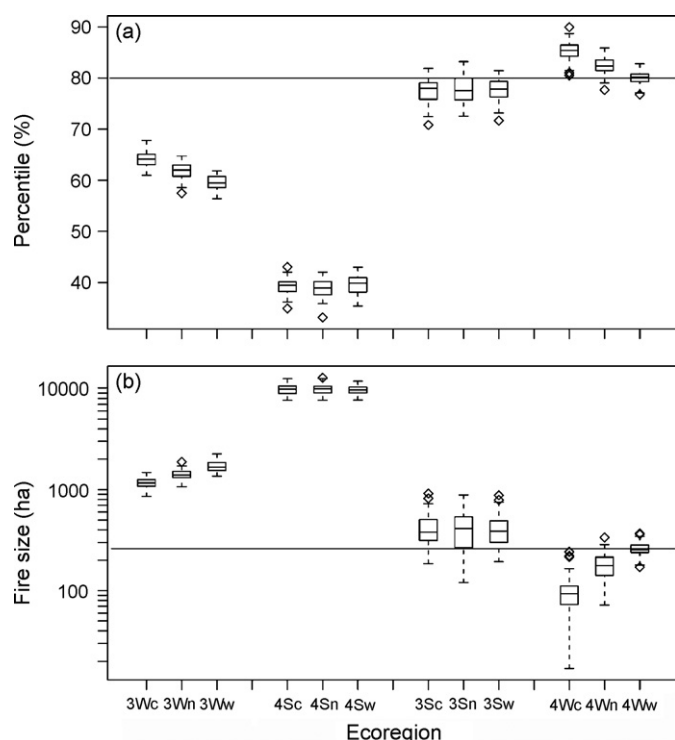 (a)
Percentile (%)
90
80
70
60
50
40
(b)
Fire size (ha)
10000
1000
100
3Wc 3Wn 3Ww 4Sc 4Sn 4Sw 3Sc 3Sn 3Sw 4Wc 4Wn 4Ww
Ecoregion